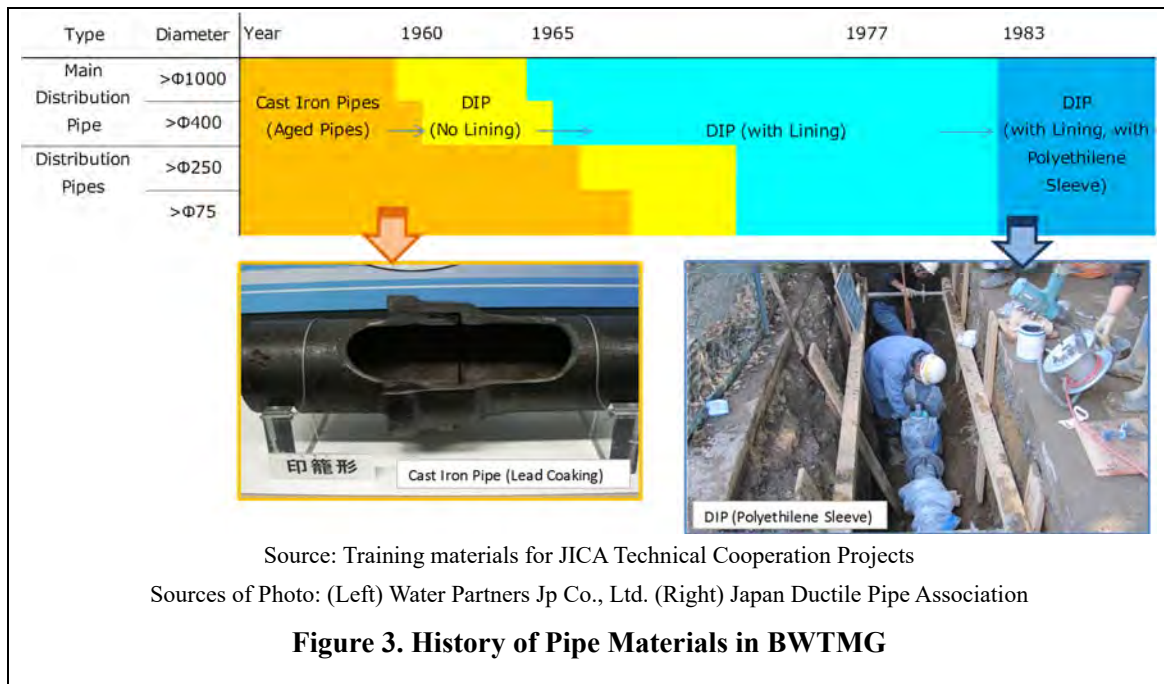 Type Diameter Year 1960 1965 1977 1983
Main
Distribution
Pipe
>Φ1000
>Φ400
Distribution
Pipes
>Φ250
>Φ75
Cast Iron Pipes
(Aged Pipes)
DIP
(No Lining)
DIP (with Lining)
DIP
(with Lining, with
Polyethilene
Sleeve)
印籠形
Cast Iron Pipe (Lead Coaking)
DIP (Polyethilene Sleeve)
Source: Training materials for JICA Technical Cooperation Projects
Sources of Photo: (Left) Water Partners Jp Co., Ltd. (Right) Japan Ductile Pipe Association
Figure 3. History of Pipe Materials in BWTMG